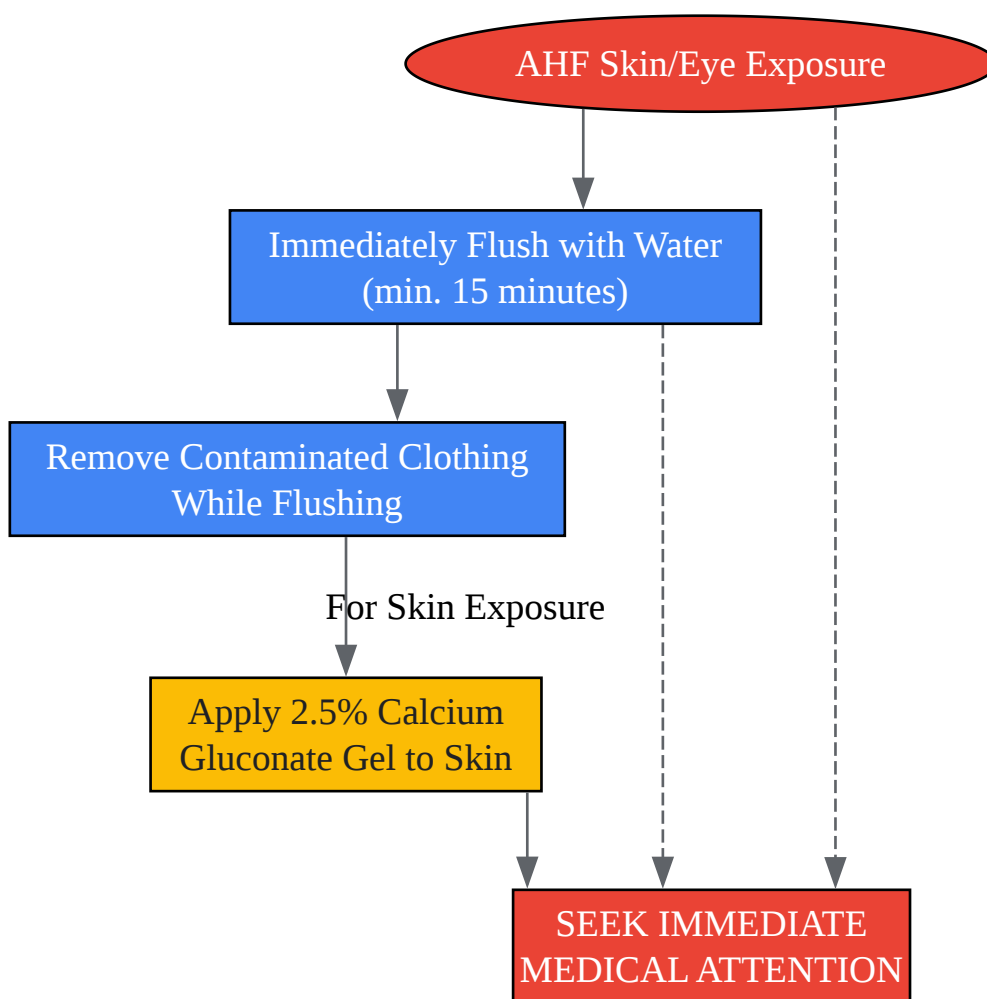 AHF Skin/Eye Exposure
Immediately Flush with Water
(min. 15 minutes)
Remove Contaminated Clothing
While Flushing
For Skin Exposure
Apply 2.5% Calcium
Gluconate Gel to Skin
SEEK IMMEDIATE
MEDICAL ATTENTION